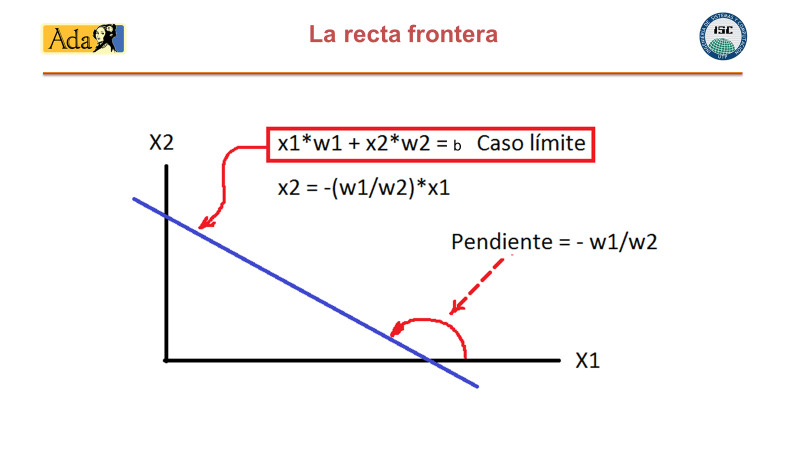 La recta frontera
Ada
ISC
X2
x1*w1 + x2*w2 = b Caso límite
x2 = -(w1/w2)*x1
Pendiente = - w1/w2
X1